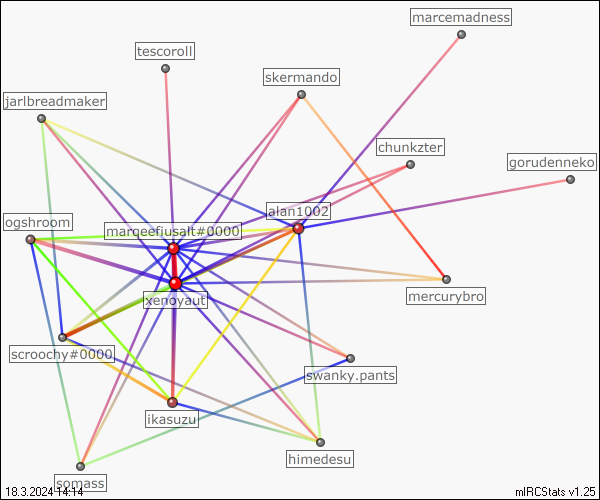 marcemadness
tescoroll
skermando
jarlbreadmaker
chunkzter
gorudenneko
alan1002
ogshroom
marqeefjusalt#0000
mercurybro
xenoyaut
scroochy#0000
swanky.pants
ikasuzu
himedesu
somass
18.3.2024 14:14
mIRCStats v1.25